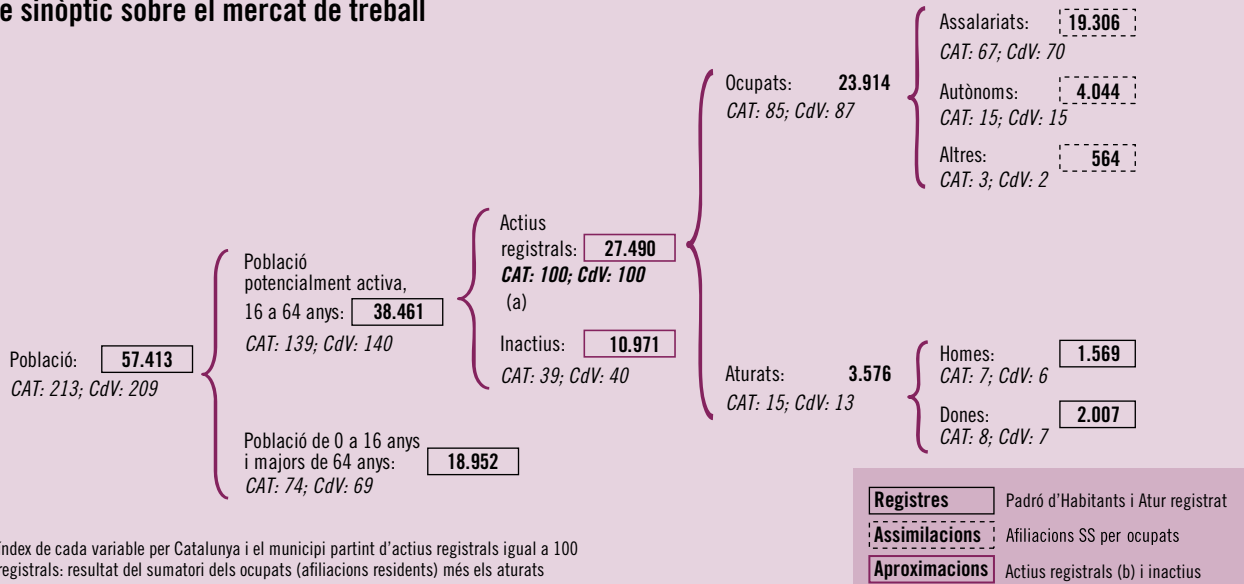 e sinòptic sobre el mercat de treball
Població: 57.413
CAT: 213; CdV: 209
Població
potencialment activa,
16 a 64 anys: 38.461
CAT: 139; CdV: 140
Població de 0 a 16 anys
i majors de 64 anys: 18.952
CAT: 74; CdV: 69
Actius
registrals: 27.490
CAT: 100; CdV: 100
(a)
Inactius: 10.971
CAT: 39; CdV: 40
Ocupats: 23.914
CAT: 85; CdV: 87
Aturats: 3.576
CAT: 15; CdV: 13
Assalariats: 19.306
CAT: 67; CdV: 70
Autònoms: 4.044
CAT: 15; CdV: 15
Altres: 564
CAT: 3; CdV: 2
Homes: 1.569
CAT: 7; CdV: 6
Dones: 2.007
CAT: 8; CdV: 7
Registres Padró d'Habitants i Atur registrat
Assimilacions Afiliacions SS per ocupats
Aproximacions Actius registrals (b) i inactius
índex de cada variable per Catalunya i el municipi partint d'actius registrals igual a 100
registrals: resultat del sumatori dels ocupats (afiliacions residents) més els aturats